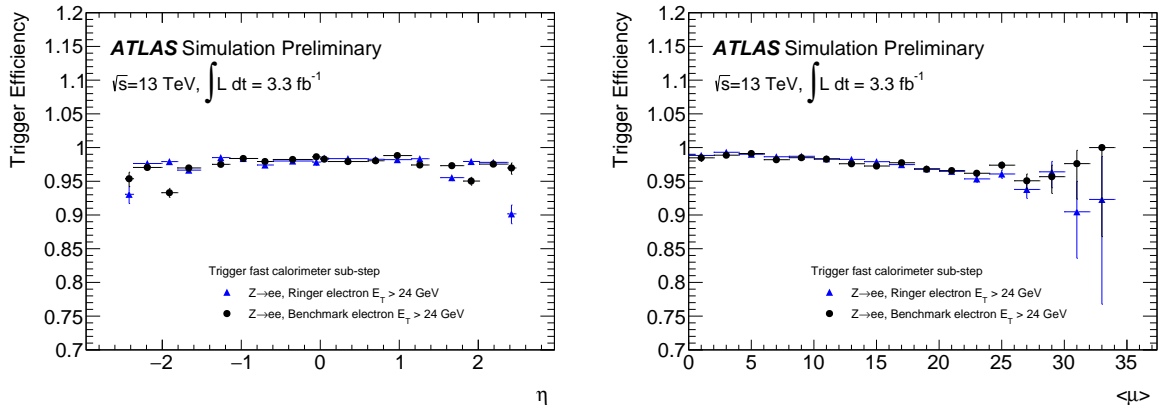 ATLAS Simulation Preliminary
√s=13 TeV, ∫L dt = 3.3 fb⁻¹
Trigger Efficiency
1.2
1.15
1.1
1.05
1
0.95
0.9
0.85
0.8
0.75
0.7
Trigger fast calorimeter sub-step
Z→ee, Ringer electron E_T > 24 GeV
Z→ee, Benchmark electron E_T > 24 GeV
−2 −1 0 1 2
η
ATLAS Simulation Preliminary
√s=13 TeV, ∫L dt = 3.3 fb⁻¹
Trigger Efficiency
1.2
1.15
1.1
1.05
1
0.95
0.9
0.85
0.8
0.75
0.7
Trigger fast calorimeter sub-step
Z→ee, Ringer electron E_T > 24 GeV
Z→ee, Benchmark electron E_T > 24 GeV
0 5 10 15 20 25 30 35
<μ>